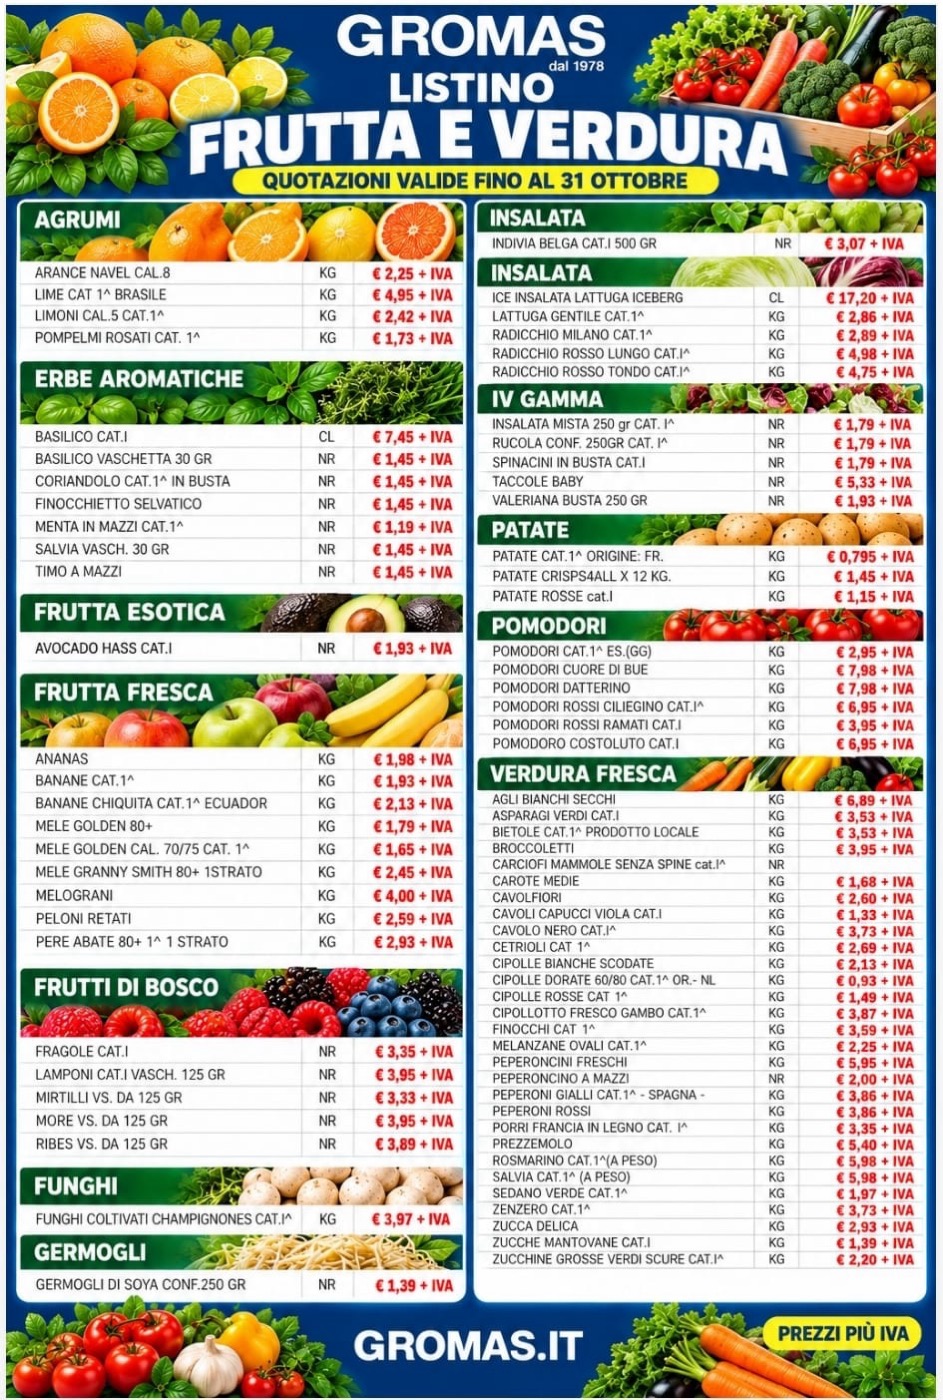 GROMAS
dal 1978
LISTINO
FRUTTA E VERDURA
QUOTAZIONI VALIDE FINO AL 31 OTTOBRE
AGRUMI
ARANCE NAVEL CAL.8 KG € 2,25 + IVA
LIME CAT 1^ BRASILE KG € 4,95 + IVA
LIMONI CAL.5 CAT.1^ KG € 2,42 + IVA
POMPELMI ROSATI CAT. 1^ KG € 1,73 + IVA
ERBE AROMATICHE
BASILICO CAT.I CL € 7,45 + IVA
BASILICO VASCHETTA 30 GR NR € 1,45 + IVA
CORIANDOLO CAT.1^ IN BUSTA NR € 1,45 + IVA
FINOCCHIETTO SELVATICO NR € 1,45 + IVA
MENTA IN MAZZI CAT.1^ NR € 1,19 + IVA
SALVIA VASCH. 30 GR NR € 1,45 + IVA
TIMO A MAZZI NR € 1,45 + IVA
FRUTTA ESOTICA
AVOCADO HASS CAT.I NR € 1,93 + IVA
FRUTTA FRESCA
ANANAS KG € 1,98 + IVA
BANANE CAT.1^ KG € 1,93 + IVA
BANANE CHIQUITA CAT.1^ ECUADOR KG € 2,13 + IVA
MELE GOLDEN 80+ KG € 1,79 + IVA
MELE GOLDEN CAL. 70/75 CAT. 1^ KG € 1,65 + IVA
MELE GRANNY SMITH 80+ 1STRATO KG € 2,45 + IVA
MELOGRANI KG € 4,00 + IVA
PELONI RETATI KG € 2,59 + IVA
PERE ABATE 80+ 1^ 1 STRATO KG € 2,93 + IVA
FRUTTI DI BOSCO
FRAGOLE CAT.I NR € 3,35 + IVA
LAMPONI CAT.I VASCH. 125 GR NR € 3,95 + IVA
MIRTILLI VS. DA 125 GR NR € 3,33 + IVA
MORE VS. DA 125 GR NR € 3,95 + IVA
RIBES VS. DA 125 GR NR € 3,89 + IVA
FUNGHI
FUNGHI COLTIVATI CHAMPIGNONES CAT.I^ KG € 3,97 + IVA
GERMOGLI
GERMOGLI DI SOYA CONF.250 GR NR € 1,39 + IVA
INSALATA
INDIVIA BELGA CAT.I 500 GR NR € 3,07 + IVA
INSALATA
ICE INSALATA LATTUGA ICEBERG CL € 17,20 + IVA
LATTUGA GENTILE CAT.1^ KG € 2,86 + IVA
RADICCHIO MILANO CAT.1^ KG € 2,89 + IVA
RADICCHIO ROSSO LUNGO CAT.I^ KG € 4,98 + IVA
RADICCHIO ROSSO TONDO CAT.I^ KG € 4,75 + IVA
IV GAMMA
INSALATA MISTA 250 gr CAT. I^ NR € 1,79 + IVA
RUCOLA CONF. 250GR CAT. I^ NR € 1,79 + IVA
SPINACINI IN BUSTA CAT.I NR € 1,79 + IVA
TACCOLE BABY NR € 5,33 + IVA
VALERIANA BUSTA 250 GR NR € 1,93 + IVA
PATATE
PATATE CAT.1^ ORIGINE: FR. KG € 0,795 + IVA
PATATE CRISPS4ALL X 12 KG. KG € 1,45 + IVA
PATATE ROSSE cat.I KG € 1,15 + IVA
POMODORI
POMODORI CAT.1^ ES.(GG) KG € 2,95 + IVA
POMODORI CUORE DI BUE KG € 7,98 + IVA
POMODORI DATTERINO KG € 7,98 + IVA
POMODORI ROSSI CILIEGINO CAT.I^ KG € 6,95 + IVA
POMODORI ROSSI RAMATI CAT.I KG € 3,95 + IVA
POMODORO COSTOLUTO CAT.I KG € 6,95 + IVA
VERDURA FRESCA
AGLI BIANCHI SECCHI KG € 6,89 + IVA
ASPARAGI VERDI CAT.I KG € 3,53 + IVA
BIETOLE CAT.1^ PRODOTTO LOCALE KG € 3,53 + IVA
BROCCOLETTI KG € 3,95 + IVA
CARCIOFI MAMMOLE SENZA SPINE cat.I^ NR
CAROTE MEDIE KG € 1,68 + IVA
CAVOLFIORI KG € 2,60 + IVA
CAVOLI CAPUCCI VIOLA CAT.I KG € 1,33 + IVA
CAVOLO NERO CAT.I^ KG € 3,73 + IVA
CETRIOLI CAT 1^ KG € 2,69 + IVA
CIPOLLE BIANCHE SCODATE KG € 2,13 + IVA
CIPOLLE DORATE 60/80 CAT.1^ OR.- NL KG € 0,93 + IVA
CIPOLLE ROSSE CAT 1^ KG € 1,49 + IVA
CIPOLLOTTO FRESCO GAMBO CAT.1^ KG € 3,87 + IVA
FINOCCHI CAT 1^ KG € 3,59 + IVA
MELANZANE OVALI CAT.1^ KG € 2,25 + IVA
PEPERONCINI FRESCHI KG € 5,95 + IVA
PEPERONCINO A MAZZI NR € 2,00 + IVA
PEPERONI GIALLI CAT.1^ - SPAGNA - KG € 3,86 + IVA
PEPERONI ROSSI KG € 3,86 + IVA
PORRI FRANCIA IN LEGNO CAT. I^ KG € 3,35 + IVA
PREZZEMOLO KG € 5,40 + IVA
ROSMARINO CAT.1^(A PESO) KG € 5,98 + IVA
SALVIA CAT.1^ (A PESO) KG € 5,98 + IVA
SEDANO VERDE CAT.1^ KG € 1,97 + IVA
ZENZERO CAT.1^ KG € 3,73 + IVA
ZUCCA DELICA KG € 2,93 + IVA
ZUCCHE MANTOVANE CAT.I KG € 1,39 + IVA
ZUCCHINE GROSSE VERDI SCURE CAT.I^ KG € 2,20 + IVA
GROMAS.IT
PREZZI PIÙ IVA